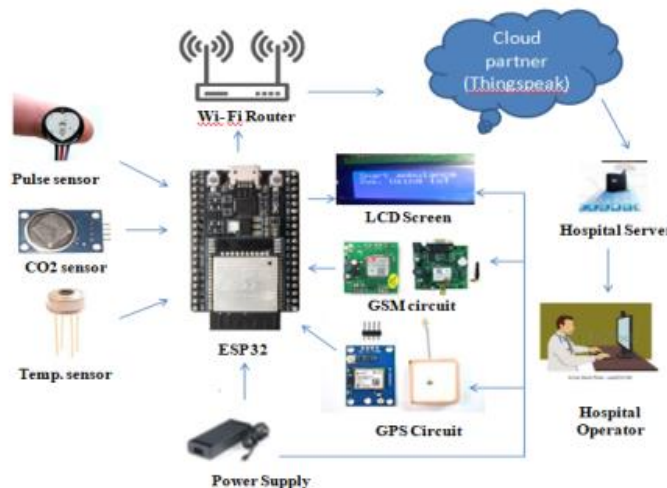 Cloud
partner
(Thingspeak)
Wi- Fi Router
Pulse sensor
LCD Screen
CO2 sensor
Hospital Server
GSM circuit
Temp. sensor
ESP32
Hospital
Operator
GPS Circuit
Power Supply